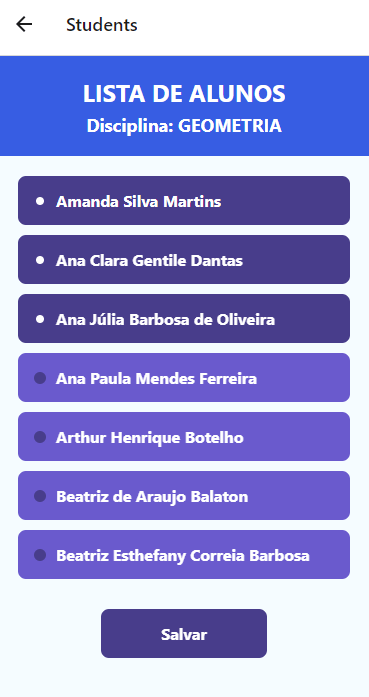 Students
LISTA DE ALUNOS
Disciplina: GEOMETRIA
Amanda Silva Martins
Ana Clara Gentile Dantas
Ana Júlia Barbosa de Oliveira
Ana Paula Mendes Ferreira
Arthur Henrique Botelho
Beatriz de Araujo Balaton
Beatriz Esthefany Correia Barbosa
Salvar